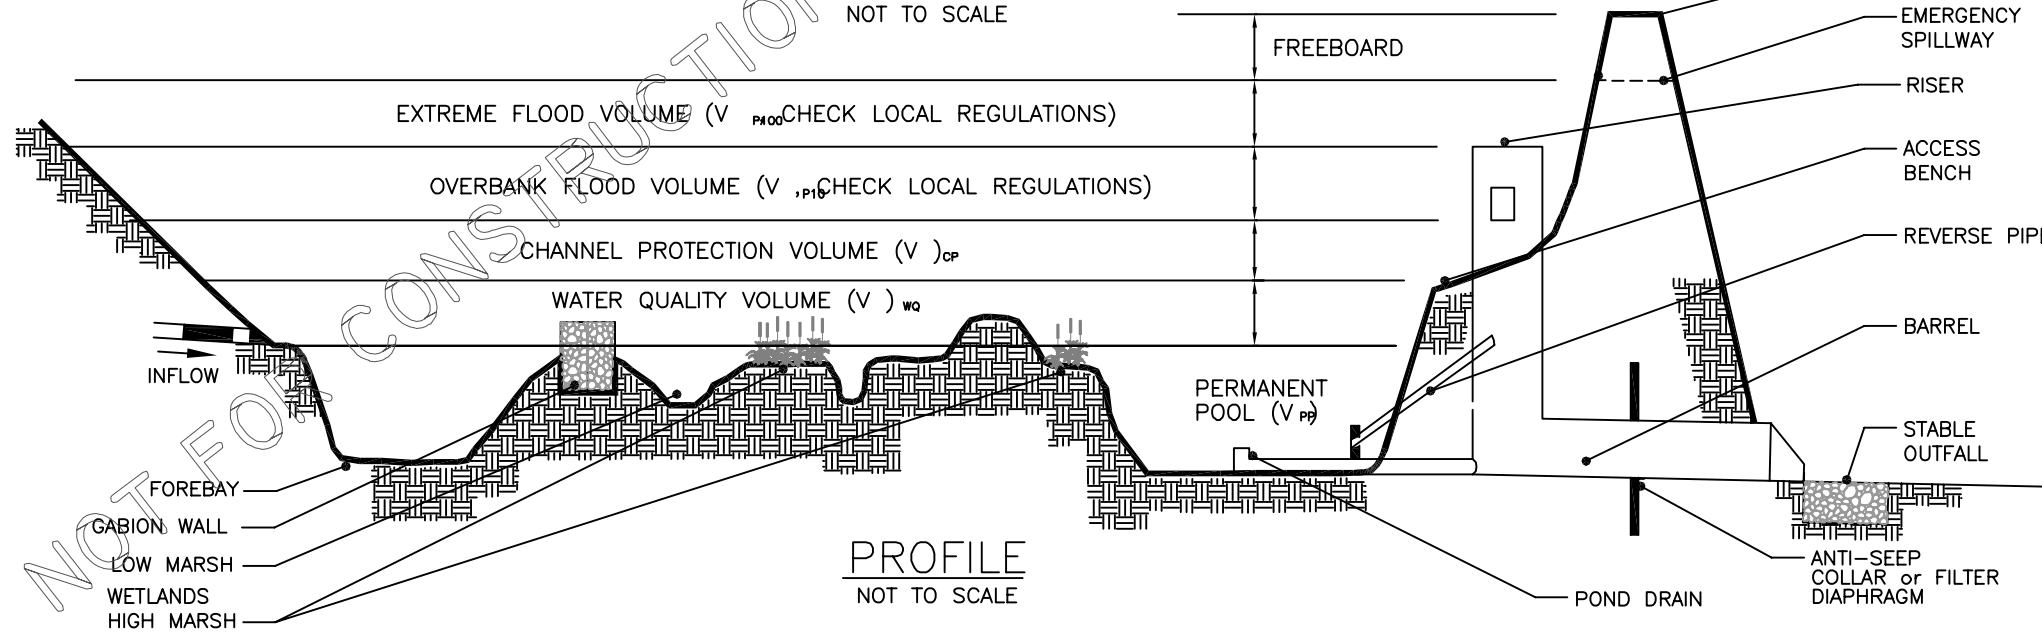 NOT TO SCALE
FREEBOARD
EXTREME FLOOD VOLUME (V P100 CHECK LOCAL REGULATIONS)
OVERBANK FLOOD VOLUME (V , P10 CHECK LOCAL REGULATIONS)
CHANNEL PROTECTION VOLUME (V )CP
WATER QUALITY VOLUME (V ) WQ
EMERGENCY
SPILLWAY
RISER
ACCESS
BENCH
REVERSE PIP
BARREL
STABLE
OUTFALL
ANTI-SEEP
COLLAR or FILTER
DIAPHRAGM
POND DRAIN
PERMANENT
POOL (V PP)
INFLOW
FOREBAY
GABION WALL
LOW MARSH
WETLANDS
HIGH MARSH
PROFILE
NOT TO SCALE
NOT FOR CONSTRUCTION